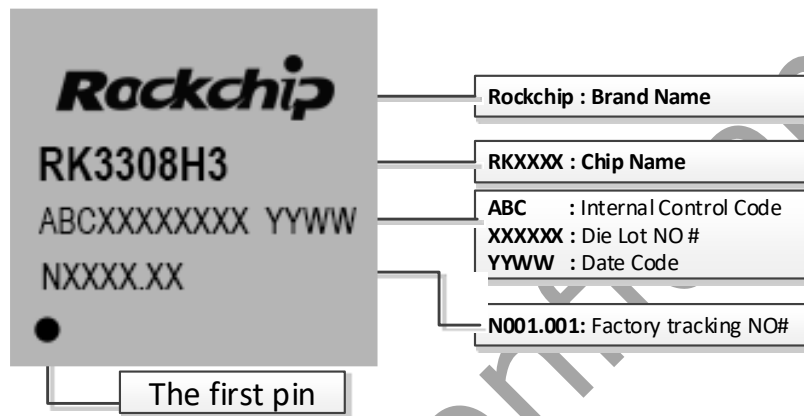 Rockchip
RK3308H3
ABCXXXXXXXX YYWW
NXXXX.XX
The first pin
Rockchip : Brand Name
RKXXXX : Chip Name
ABC : Internal Control Code
XXXXXX : Die Lot NO #
YYWW : Date Code
N001.001: Factory tracking NO#